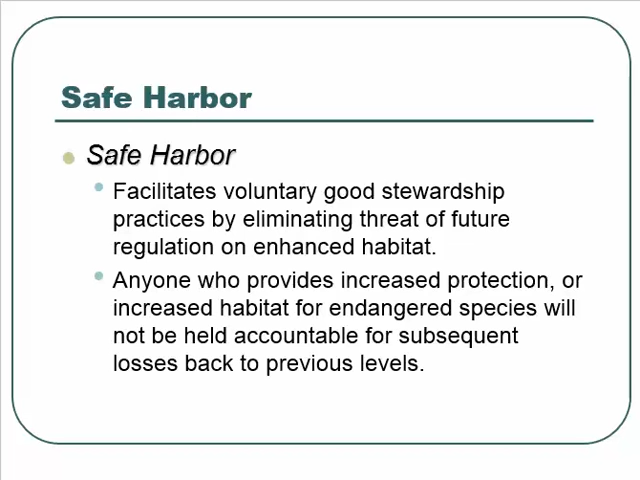 Safe Harbor
Safe Harbor
Facilitates voluntary good stewardship
practices by eliminating threat of future
regulation on enhanced habitat.
Anyone who provides increased protection, or
increased habitat for endangered species will
not be held accountable for subsequent
losses back to previous levels.